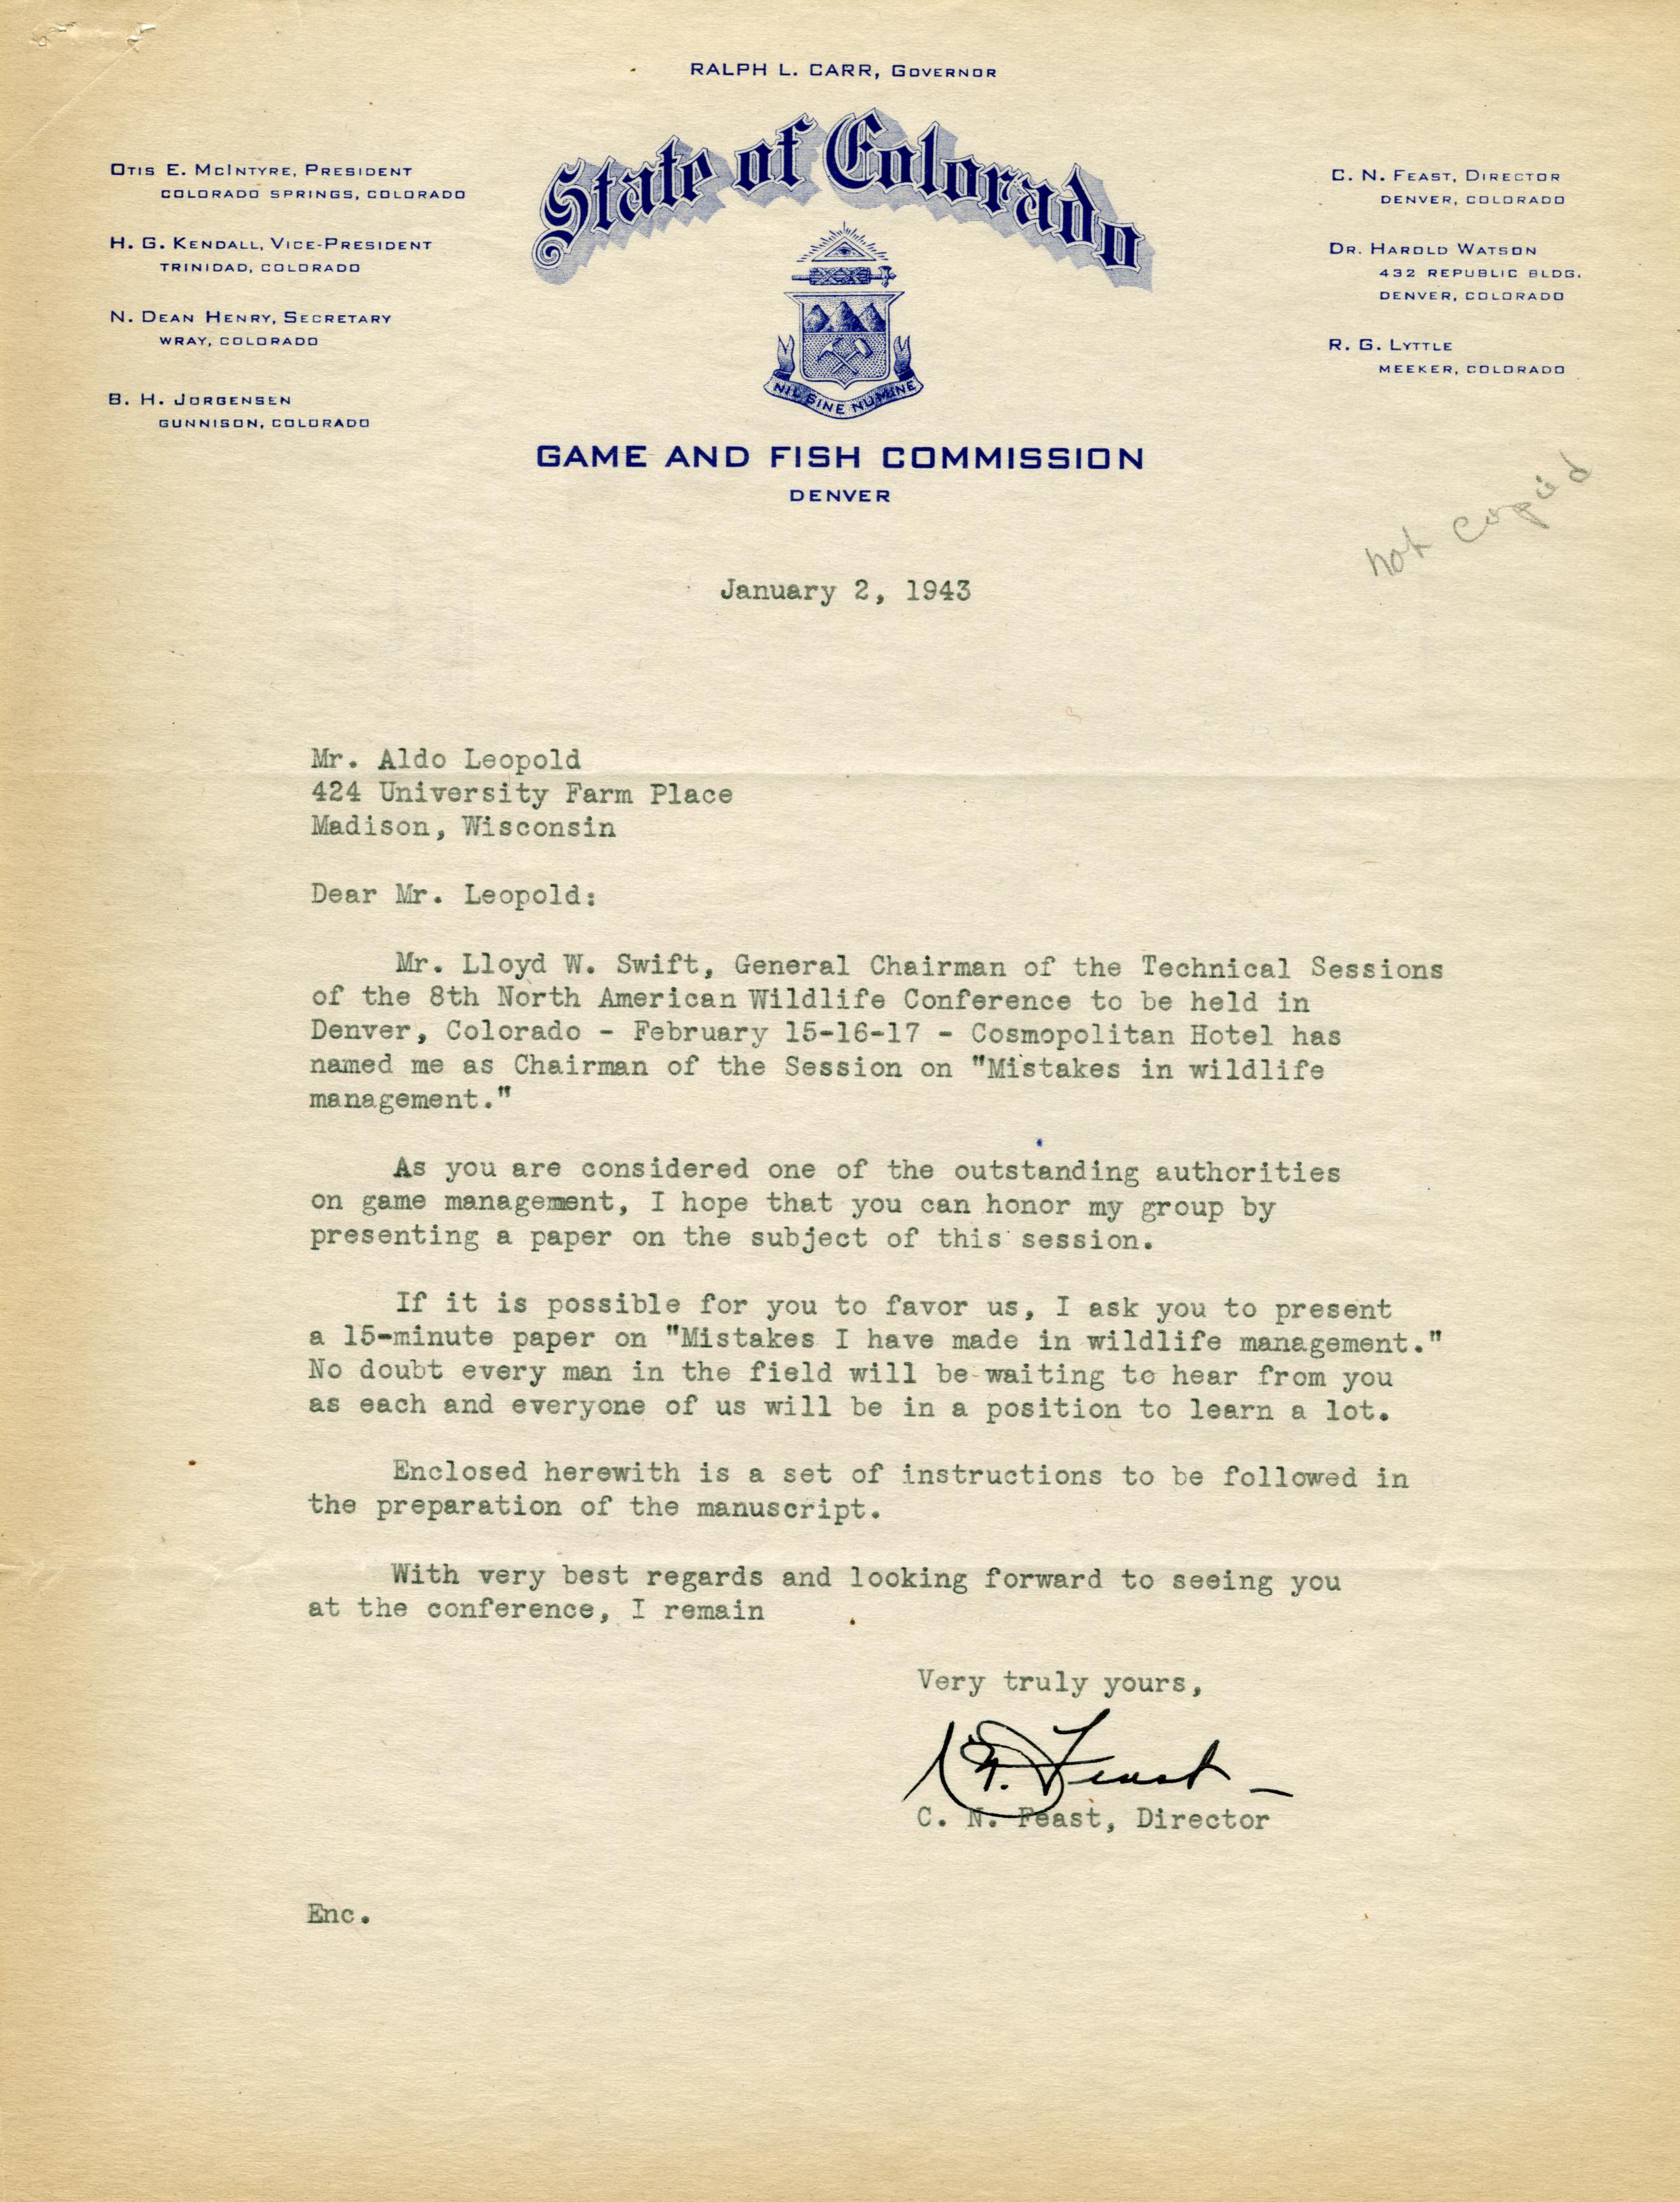 RALPH L. CARR, GOVERNOR
State of Colorado
OTIS E. MCINTYRE, PRESIDENT
COLORADO SPRINGS, COLORADO
H. G. KENDALL, VICE-PRESIDENT
TRINIDAD, COLORADO
N. DEAN HENRY, SECRETARY
WRAY, COLORADO
B. H. JORGENSEN
GUNNISON, COLORADO
C. N. FEAST, DIRECTOR
DENVER, COLORADO
DR. HAROLD WATSON
432 REPUBLIC BLDG.
DENVER, COLORADO
R. G. LYTTLE
MEEKER, COLORADO
NIL SINE NUMINE
GAME AND FISH COMMISSION
DENVER
not copied
January 2, 1943
Mr. Aldo Leopold
424 University Farm Place
Madison, Wisconsin
Dear Mr. Leopold:
Mr. Lloyd W. Swift, General Chairman of the Technical Sessions
of the 8th North American Wildlife Conference to be held in
Denver, Colorado - February 15-16-17 - Cosmopolitan Hotel has
named me as Chairman of the Session on "Mistakes in wildlife
management."
As you are considered one of the outstanding authorities
on game management, I hope that you can honor my group by
presenting a paper on the subject of this session.
If it is possible for you to favor us, I ask you to present
a 15-minute paper on "Mistakes I have made in wildlife management."
No doubt every man in the field will be waiting to hear from you
as each and everyone of us will be in a position to learn a lot.
Enclosed herewith is a set of instructions to be followed in
the preparation of the manuscript.
With very best regards and looking forward to seeing you
at the conference, I remain
Very truly yours,
C. N. Feast
C. N. Feast, Director
Enc.